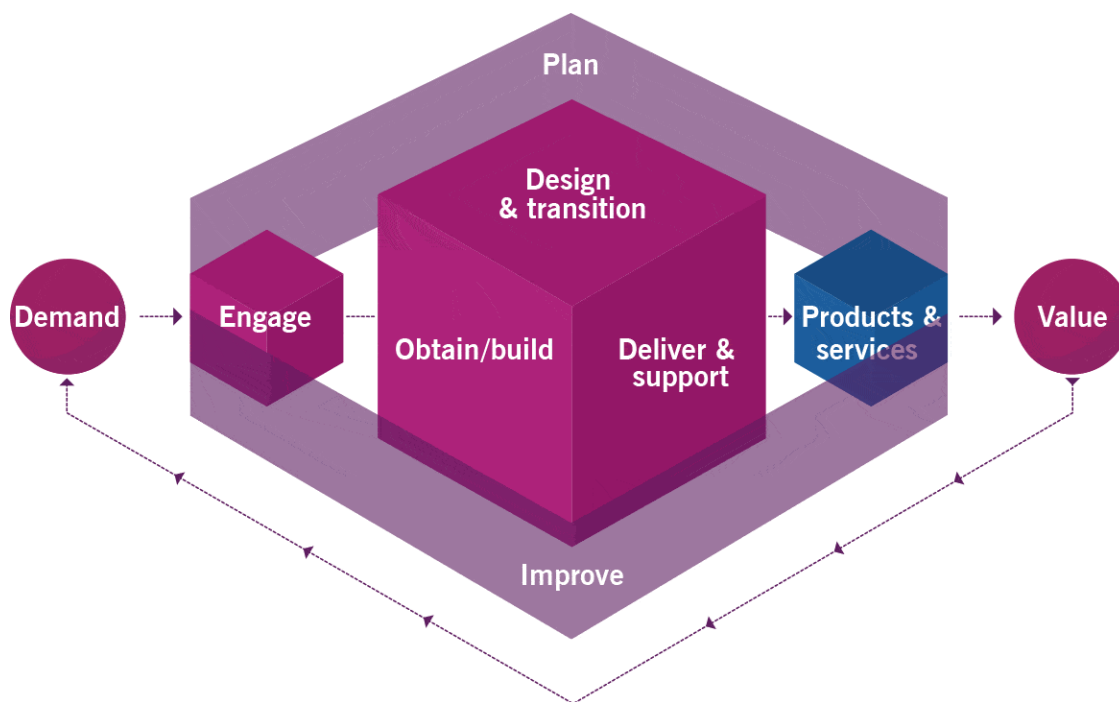 Plan
Design
& transition
Demand
Engage
Obtain/build
Deliver &
support
Products &
services
Value
Improve